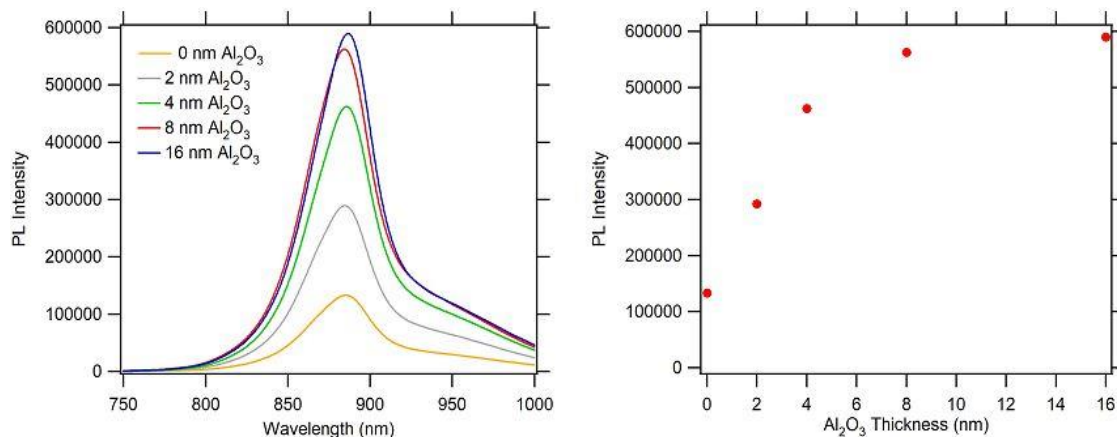 600000
500000
400000
300000
200000
100000
0
PL Intensity
0 nm Al₂O₃
2 nm Al₂O₃
4 nm Al₂O₃
8 nm Al₂O₃
16 nm Al₂O₃
750 800 850 900 950 1000
Wavelength (nm)
600000
500000
400000
300000
200000
100000
0
PL Intensity
0 2 4 6 8 10 12 14 16
Al₂O₃ Thickness (nm)